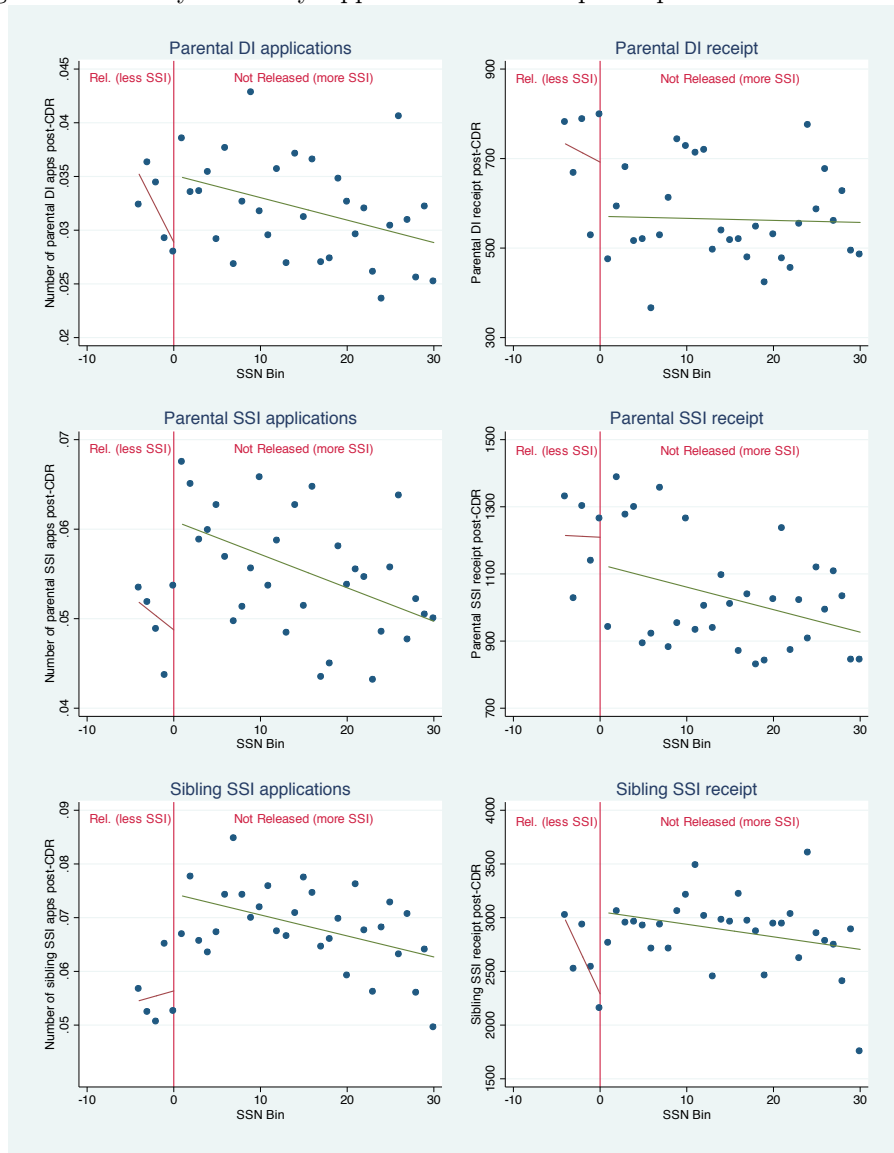 Parental DI applications
Number of parental DI apps post-CDR
.045
.04
.035
.03
.025
.02
Rel. (less SSI)
Not Released (more SSI)
-10 0 10 20 30
SSN Bin
Parental DI receipt
Parental DI receipt post-CDR
900
700
500
300
Rel. (less SSI)
Not Released (more SSI)
-10 0 10 20 30
SSN Bin
Parental SSI applications
Number of parental SSI apps post-CDR
.07
.06
.05
.04
Rel. (less SSI)
Not Released (more SSI)
-10 0 10 20 30
SSN Bin
Parental SSI receipt
Parental SSI receipt post-CDR
1500
1300
1100
900
700
Rel. (less SSI)
Not Released (more SSI)
-10 0 10 20 30
SSN Bin
Sibling SSI applications
Number of sibling SSI apps post-CDR
.09
.08
.07
.06
.05
Rel. (less SSI)
Not Released (more SSI)
-10 0 10 20 30
SSN Bin
Sibling SSI receipt
Sibling SSI receipt post-CDR
4000
3500
3000
2500
2000
1500
Rel. (less SSI)
Not Released (more SSI)
-10 0 10 20 30
SSN Bin